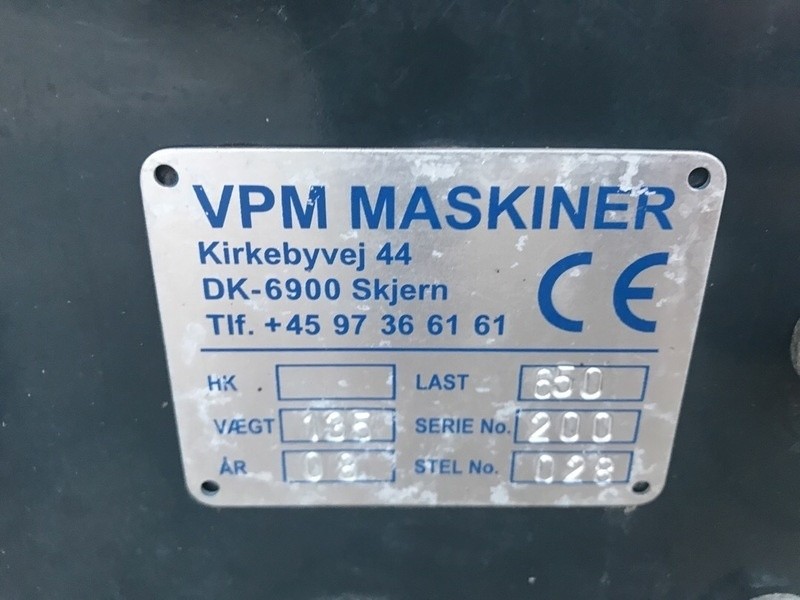 VPM MASKINER
Kirkebyvej 44
DK-6900 Skjern
Tlf. +45 97 36 61 61
CE
HK LAST 650
VÆGT 135 SERIE No. 200
ÅR 08 STEL No. 028